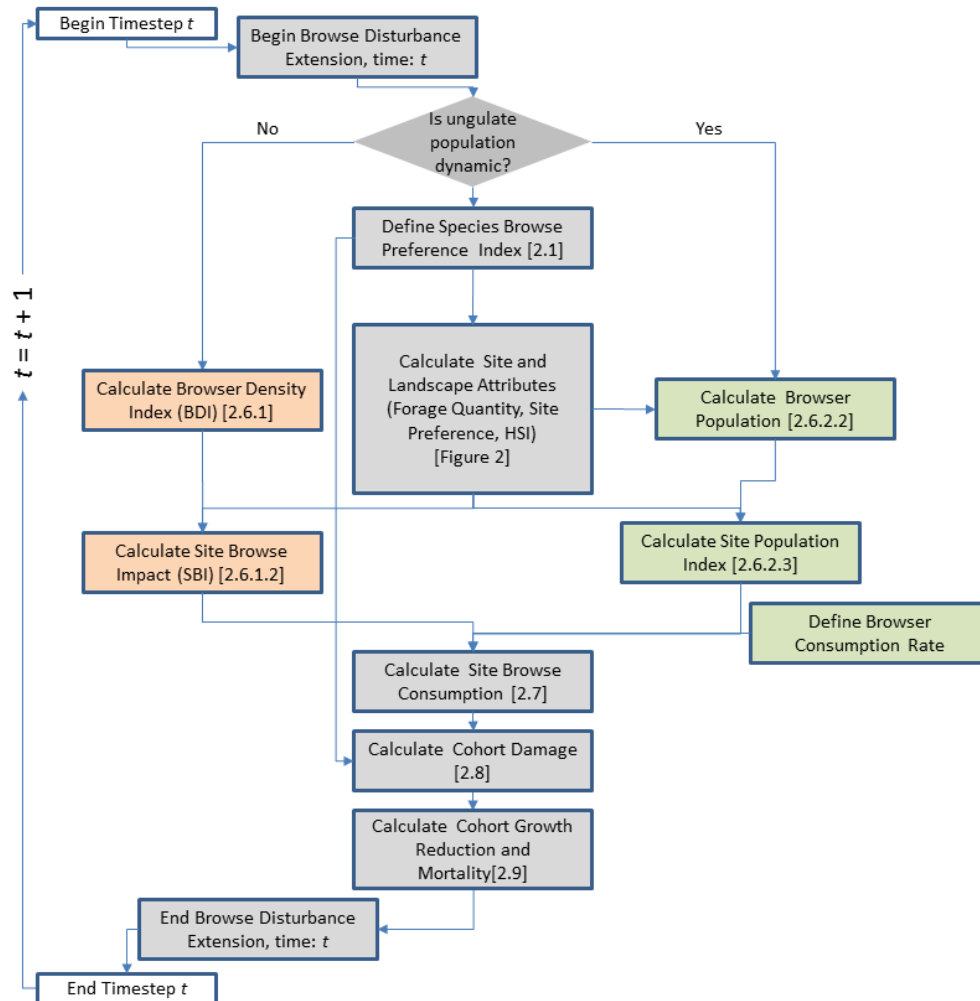 Begin Timestep t
Begin Browse Disturbance
Extension, time: t
Is ungulate
population
dynamic?
No
Yes
Define Species Browse
Preference Index [2.1]
t = t + 1
Calculate Site and
Landscape Attributes
(Forage Quantity, Site
Preference, HSI)
[Figure 2]
Calculate Browser Density
Index (BDI) [2.6.1]
Calculate Browser
Population [2.6.2.2]
Calculate Site Browse
Impact (SBI) [2.6.1.2]
Calculate Site Population
Index [2.6.2.3]
Define Browser
Consumption Rate
Calculate Site Browse
Consumption [2.7]
Calculate Cohort Damage
[2.8]
Calculate Cohort Growth
Reduction and
Mortality[2.9]
End Browse Disturbance
Extension, time: t
End Timestep t